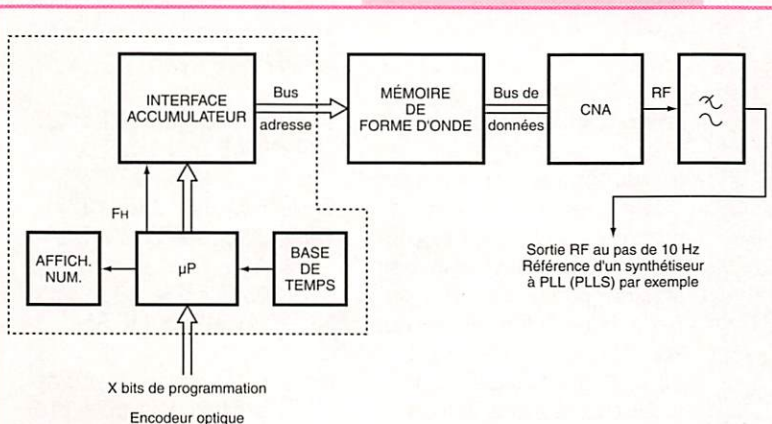 INTERFACE
ACCUMULATEUR
Bus
adresse
MÉMOIRE
DE
FORME D'ONDE
Bus de
données
CNA
RF
FH
AFFICH.
NUM.
µP
BASE
DE
TEMPS
Sortie RF au pas de 10 Hz
Référence d'un synthétiseur
à PLL (PLLS) par exemple
X bits de programmation
Encodeur optique